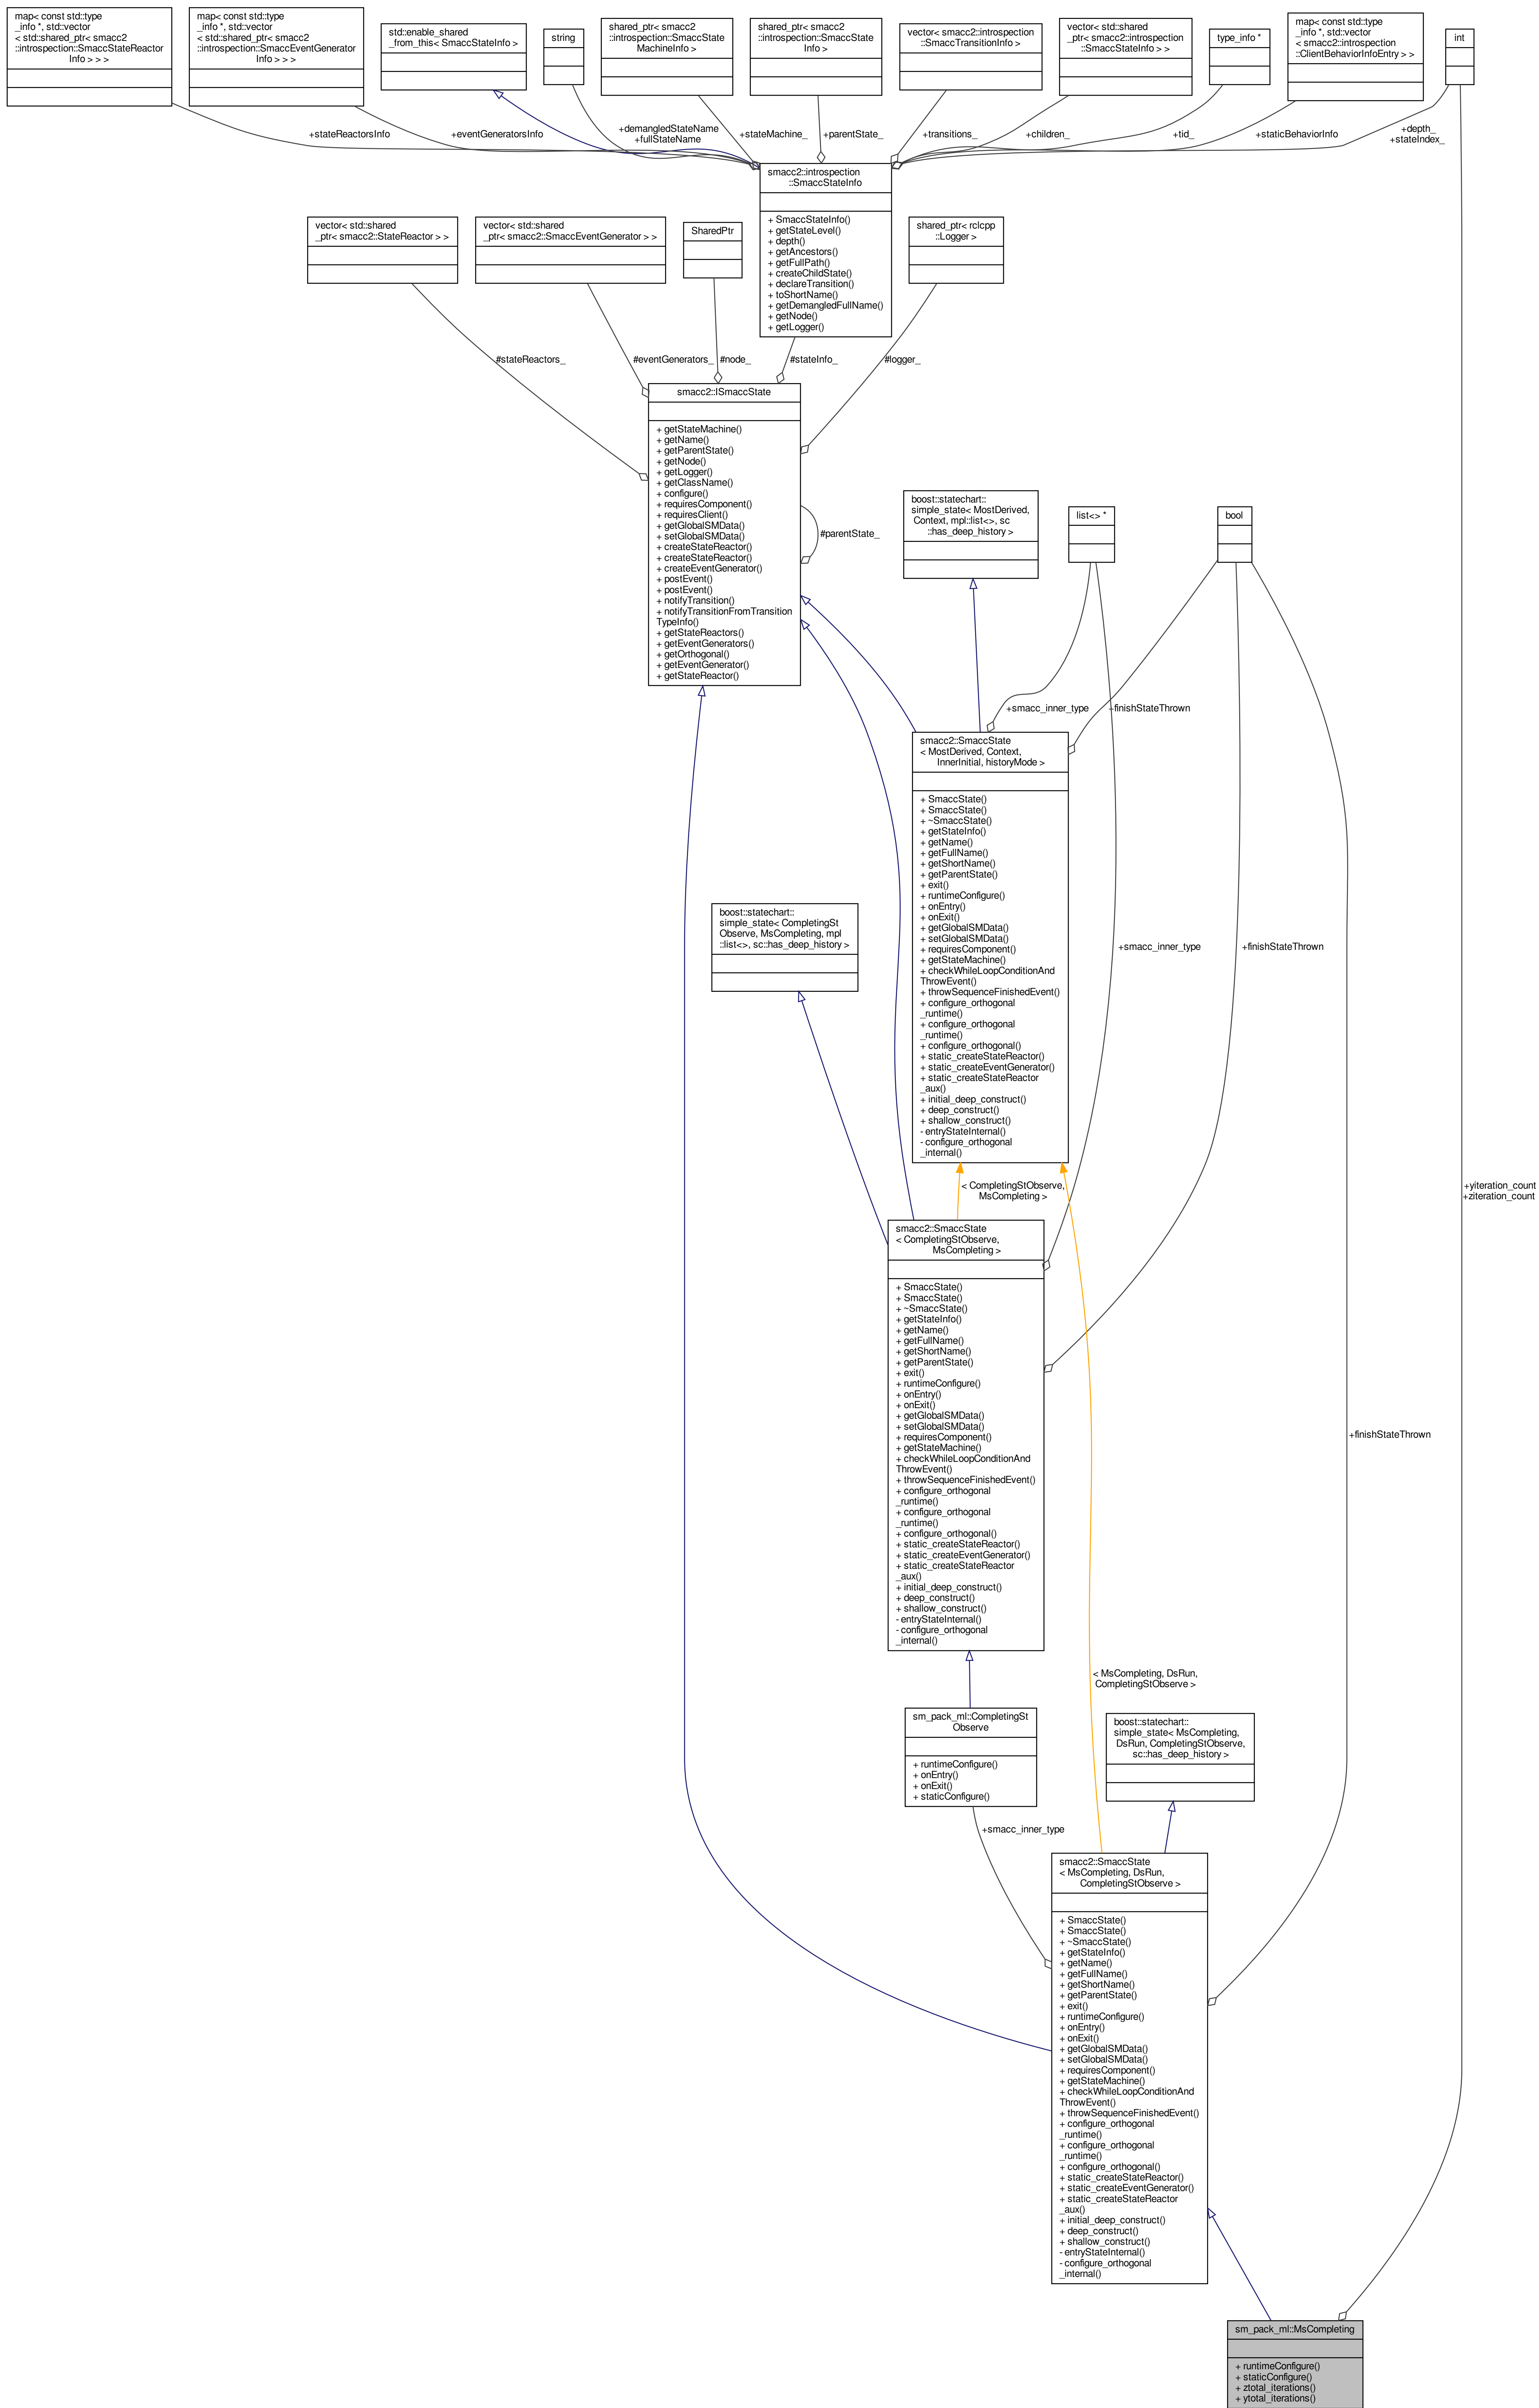 map< const std::type
_info *, std::vector
< std::shared_ptr< smacc2
::introspection::SmaccStateReactor
Info > > >
map< const std::type
_info *, std::vector
< std::shared_ptr< smacc2
::introspection::SmaccEventGenerator
Info > > >
std::enable_shared
_from_this< SmaccStateInfo >
string
shared_ptr< smacc2
::introspection::SmaccState
MachineInfo >
shared_ptr< smacc2
::introspection::SmaccState
Info >
vector< smacc2::introspection
::SmaccTransitionInfo >
vector< std::shared
_ptr< smacc2::introspection
::SmaccStateInfo > >
type_info *
map< const std::type
_info *, std::vector
< smacc2::introspection
::ClientBehaviorInfoEntry > >
int
+stateReactorsInfo
+eventGeneratorsInfo
+demangledStateName
+fullStateName
+stateMachine_
+parentState_
+transitions_
+children_
+tid_
+staticBehaviorInfo
+depth_
+stateIndex_
smacc2::introspection
::SmaccStateInfo
+ SmaccStateInfo()
+ getStateLevel()
+ depth()
+ getAncestors()
+ getFullPath()
+ createChildState()
+ declareTransition()
+ toShortName()
+ getDemangledFullName()
+ getNode()
+ getLogger()
vector< std::shared
_ptr< smacc2::StateReactor > >
vector< std::shared
_ptr< smacc2::SmaccEventGenerator > >
SharedPtr
shared_ptr< rclcpp
::Logger >
#stateReactors_
#eventGenerators_
#node_
#stateInfo_
#logger_
smacc2::ISmaccState
+ getStateMachine()
+ getName()
+ getParentState()
+ getNode()
+ getLogger()
+ getClassName()
+ configure()
+ requiresComponent()
+ requiresClient()
+ getGlobalSMData()
+ setGlobalSMData()
+ createStateReactor()
+ createStateReactor()
+ createEventGenerator()
+ postEvent()
+ postEvent()
+ notifyTransition()
+ notifyTransitionFromTransition
TypeInfo()
+ getStateReactors()
+ getEventGenerators()
+ getOrthogonal()
+ getEventGenerator()
+ getStateReactor()
#parentState_
boost::statechart::
simple_state< MostDerived,
Context, mpl::list<>, sc
::has_deep_history >
list<> *
bool
+smacc_inner_type
+finishStateThrown
smacc2::SmaccState
< MostDerived, Context,
InnerInitial, historyMode >
+ SmaccState()
+ SmaccState()
+ ~SmaccState()
+ getStateInfo()
+ getName()
+ getFullName()
+ getShortName()
+ getParentState()
+ exit()
+ runtimeConfigure()
+ onEntry()
+ onExit()
+ getGlobalSMData()
+ setGlobalSMData()
+ requiresComponent()
+ getStateMachine()
+ checkWhileLoopConditionAnd
ThrowEvent()
+ throwSequenceFinishedEvent()
+ configure_orthogonal
_runtime()
+ configure_orthogonal
_runtime()
+ configure_orthogonal()
+ static_createStateReactor()
+ static_createEventGenerator()
+ static_createStateReactor
_aux()
+ initial_deep_construct()
+ deep_construct()
+ shallow_construct()
- entryStateInternal()
- configure_orthogonal
_internal()
boost::statechart::
simple_state< CompletingSt
Observe, MsCompleting, mpl
::list<>, sc::has_deep_history >
+smacc_inner_type
+finishStateThrown
< CompletingStObserve,
MsCompleting >
+yiteration_count
+ziteration_count
smacc2::SmaccState
< CompletingStObserve,
MsCompleting >
+ SmaccState()
+ SmaccState()
+ ~SmaccState()
+ getStateInfo()
+ getName()
+ getFullName()
+ getShortName()
+ getParentState()
+ exit()
+ runtimeConfigure()
+ onEntry()
+ onExit()
+ getGlobalSMData()
+ setGlobalSMData()
+ requiresComponent()
+ getStateMachine()
+ checkWhileLoopConditionAnd
ThrowEvent()
+ throwSequenceFinishedEvent()
+ configure_orthogonal
_runtime()
+ configure_orthogonal
_runtime()
+ configure_orthogonal()
+ static_createStateReactor()
+ static_createEventGenerator()
+ static_createStateReactor
_aux()
+ initial_deep_construct()
+ deep_construct()
+ shallow_construct()
- entryStateInternal()
- configure_orthogonal
_internal()
+finishStateThrown
< MsCompleting, DsRun,
CompletingStObserve >
sm_pack_ml::CompletingSt
Observe
+ runtimeConfigure()
+ onEntry()
+ onExit()
+ staticConfigure()
boost::statechart::
simple_state< MsCompleting,
DsRun, CompletingStObserve,
sc::has_deep_history >
+smacc_inner_type
smacc2::SmaccState
< MsCompleting, DsRun,
CompletingStObserve >
+ SmaccState()
+ SmaccState()
+ ~SmaccState()
+ getStateInfo()
+ getName()
+ getFullName()
+ getShortName()
+ getParentState()
+ exit()
+ runtimeConfigure()
+ onEntry()
+ onExit()
+ getGlobalSMData()
+ setGlobalSMData()
+ requiresComponent()
+ getStateMachine()
+ checkWhileLoopConditionAnd
ThrowEvent()
+ throwSequenceFinishedEvent()
+ configure_orthogonal
_runtime()
+ configure_orthogonal
_runtime()
+ configure_orthogonal()
+ static_createStateReactor()
+ static_createEventGenerator()
+ static_createStateReactor
_aux()
+ initial_deep_construct()
+ deep_construct()
+ shallow_construct()
- entryStateInternal()
- configure_orthogonal
_internal()
sm_pack_ml::MsCompleting
+ runtimeConfigure()
+ staticConfigure()
+ ztotal_iterations()
+ ytotal_iterations()